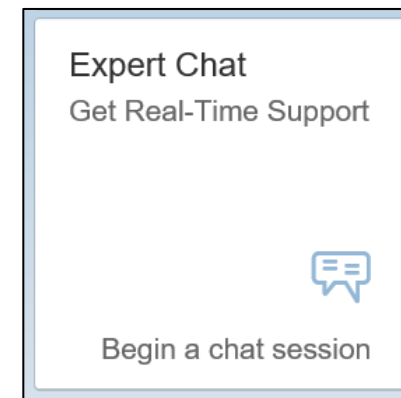 Expert Chat
Get Real-Time Support
Begin a chat session